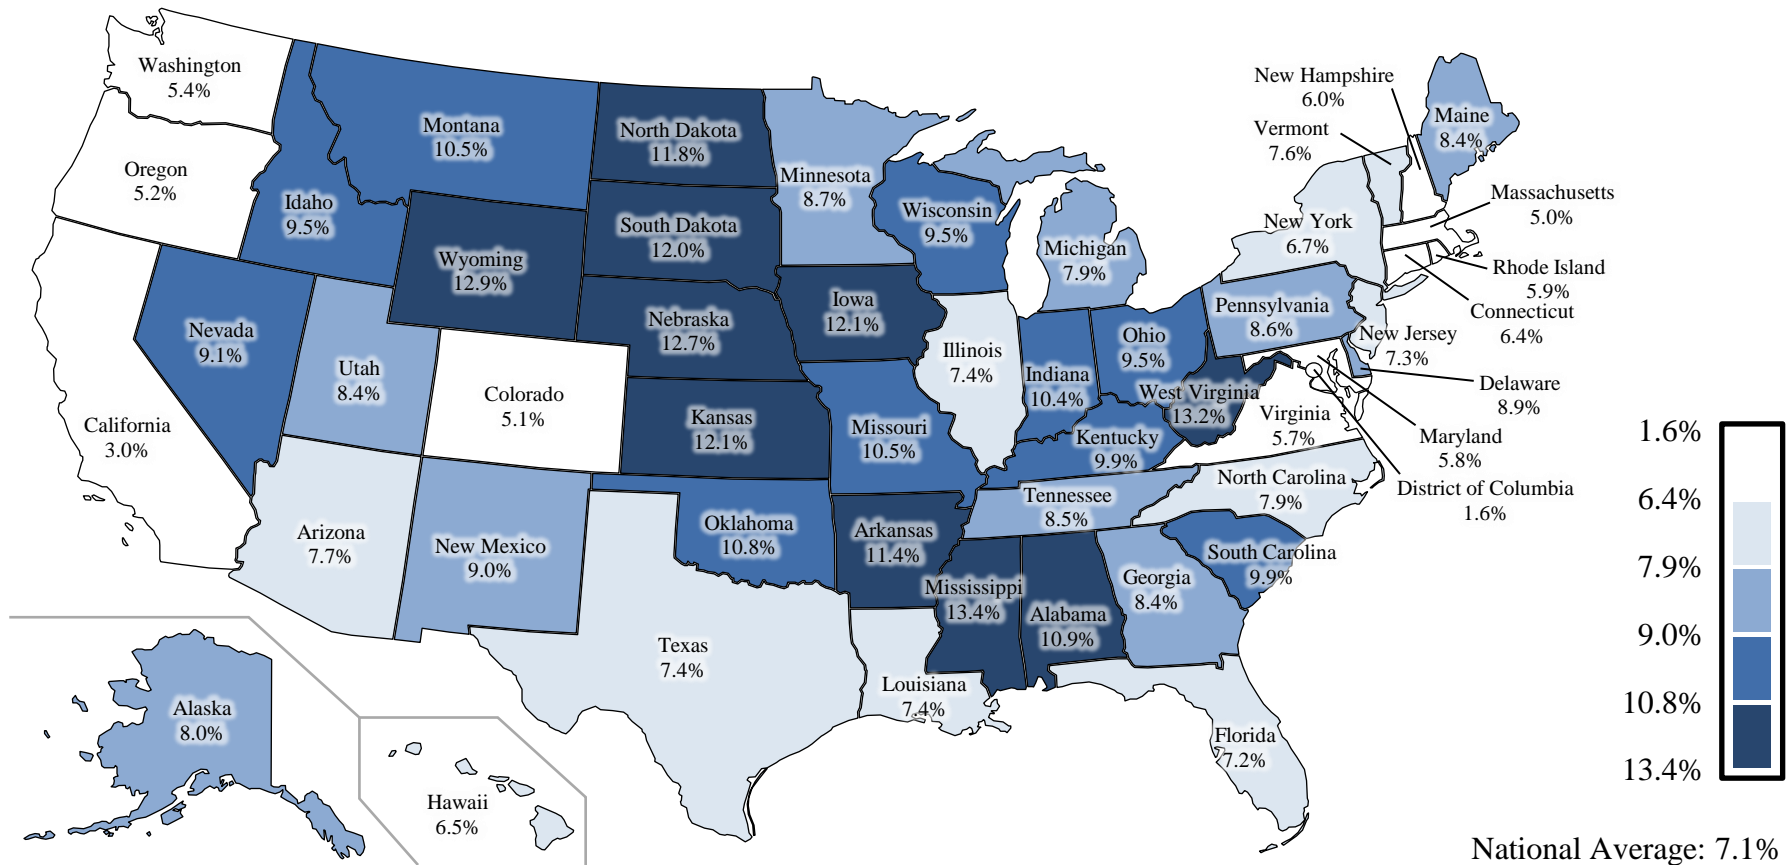 Washington
5.4%
Oregon
5.2%
California
3.0%
Idaho
9.5%
Nevada
9.1%
Montana
10.5%
Wyoming
12.9%
Utah
8.4%
Colorado
5.1%
Arizona
7.7%
New Mexico
9.0%
North Dakota
11.8%
South Dakota
12.0%
Nebraska
12.7%
Kansas
12.1%
Oklahoma
10.8%
Texas
7.4%
Minnesota
8.7%
Iowa
12.1%
Missouri
10.5%
Arkansas
11.4%
Louisiana
7.4%
Wisconsin
9.5%
Illinois
7.4%
Michigan
7.9%
Indiana
10.4%
Ohio
9.5%
Kentucky
9.9%
Tennessee
8.5%
Mississippi
13.4%
Alabama
10.9%
Georgia
8.4%
Florida
7.2%
South Carolina
9.9%
North Carolina
7.9%
Virginia
5.7%
West Virginia
13.2%
Pennsylvania
8.6%
New York
6.7%
Vermont
7.6%
New Hampshire
6.0%
Maine
8.4%
Massachusetts
5.0%
Rhode Island
5.9%
Connecticut
6.4%
New Jersey
7.3%
Delaware
8.9%
Maryland
5.8%
District of Columbia
1.6%
Alaska
8.0%
Hawaii
6.5%
1.6%
6.4%
7.9%
9.0%
10.8%
13.4%
National Average: 7.1%